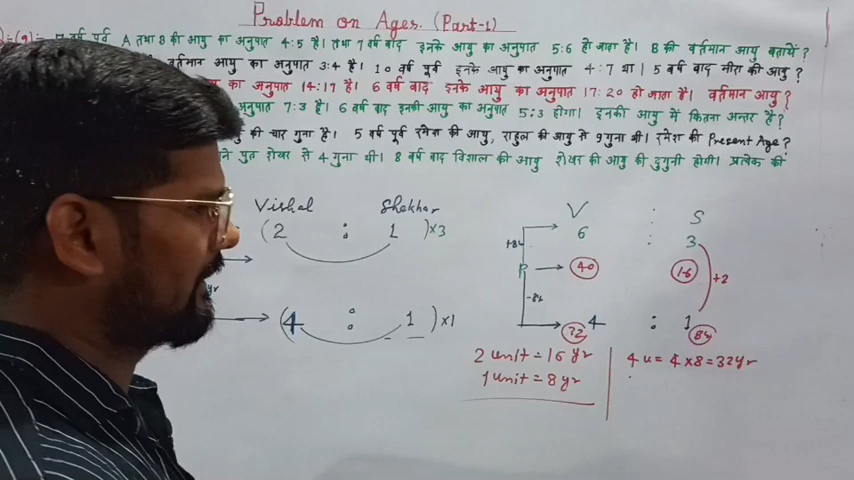 Problem on Ages. (Part-1)
वर्ष पूर्व A तथा B की आयु का अनुपात 4:5 है। तथा 7 वर्ष बाद इनके आयु का अनुपात 5:6 हो जाता है। B की वर्तमान आयु बतायें?
वर्तमान आयु का अनुपात 3:4 है। 10 वर्ष पूर्व इनके आयु का अनुपात 4:7 था। 5 वर्ष बाद नीरा की आयु?
का अनुपात 14:17 है। 6 वर्ष बाद इनके आयु का अनुपात 17:20 हो जाता है। वर्तमान आयु?
अनुपात 7:3 है। 6 वर्ष बाद इनकी आयु का अनुपात 5:3 होगा। इनकी आयु में कितना अन्तर है?
की चार गुना है। 5 वर्ष पूर्व रमेश की आयु, राहुल की आयु से 9 गुना थी। रमेश की Present Age?
पुत्र शेखर से 4 गुना थी। 8 वर्ष बाद विशाल की आयु शेखर की आयु की दुगुनी होगी। प्रत्येक की
Vishal Shekhar
(2 : 1)×3
yr
(4 : 1)×1
V : S
+8y 6 : 3
P → 40 16 +2
-8y
72 4 : 1 84
2 unit = 16 yr
1 unit = 8 yr
4 u = 4 × 8 = 32 yr